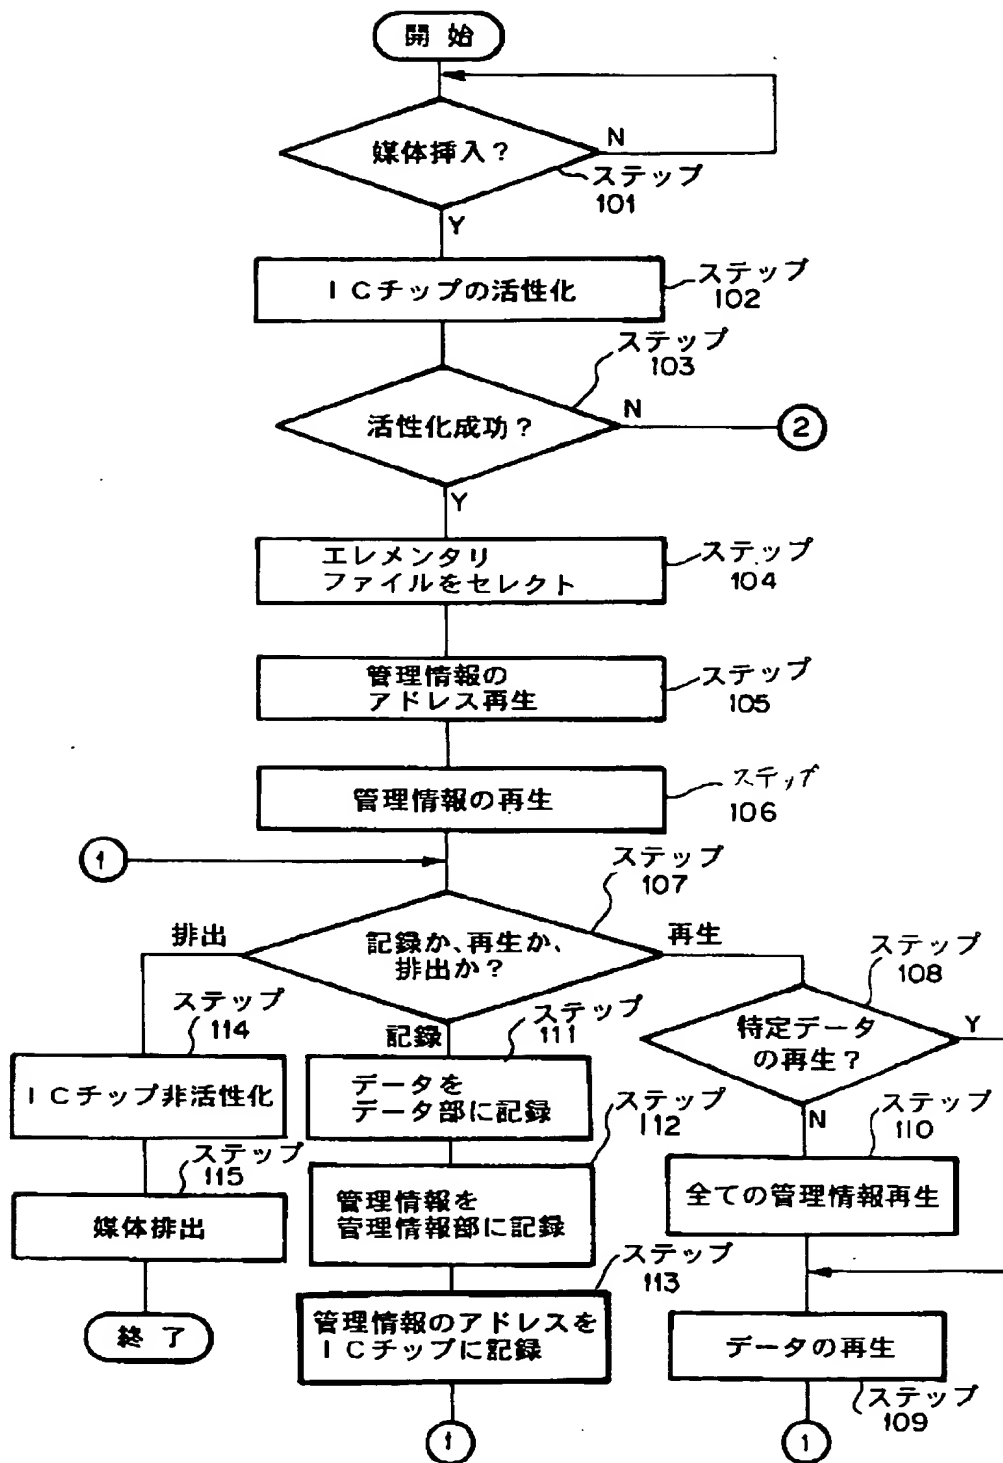 開始
媒体挿入?
N
ステップ
101
Y
ICチップの活性化
ステップ
102
ステップ
103
活性化成功?
N
2
Y
エレメンタリ
ファイルをセレクト
ステップ
104
管理情報の
アドレス再生
ステップ
105
管理情報の再生
ステップ
106
1
ステップ
107
排出
記録か、再生か、
排出か?
再生
記録
ステップ
108
特定データ
の再生?
Y
N
ステップ
114
ICチップ非活性化
ステップ
111
データを
データ部に記録
ステップ
110
全ての管理情報再生
ステップ
112
管理情報を
管理情報部に記録
ステップ
115
媒体排出
終了
ステップ
113
管理情報のアドレスを
ICチップに記録
データの再生
ステップ
109
1
1